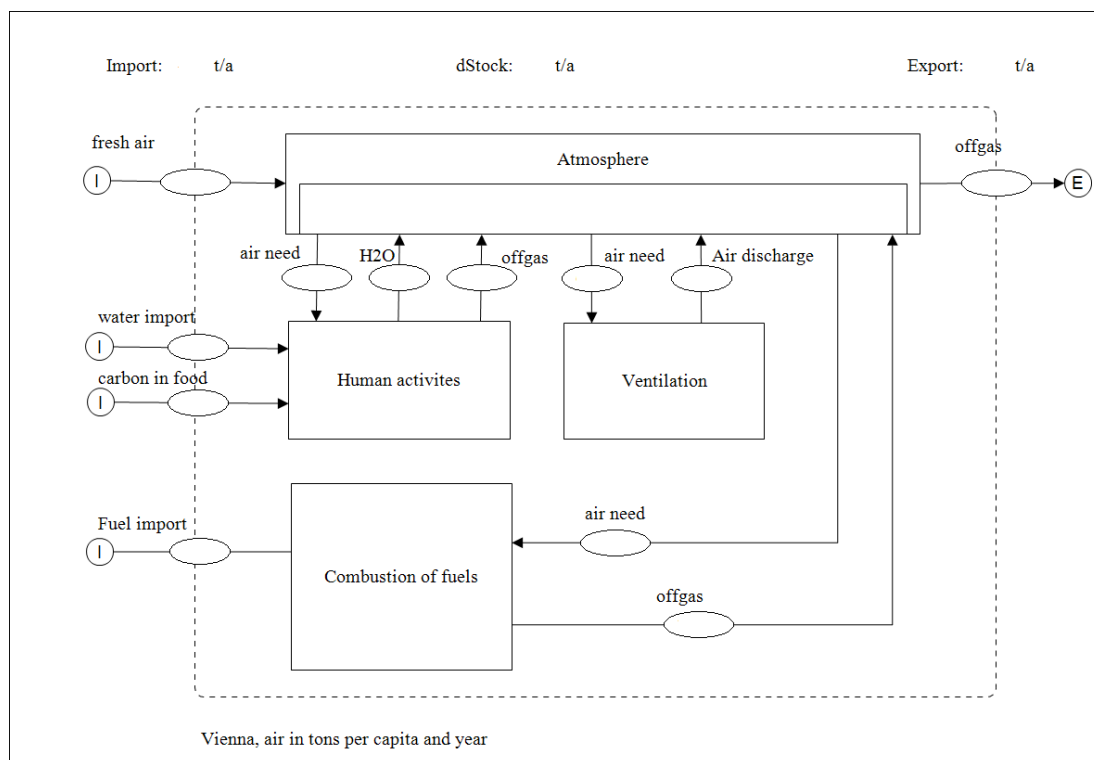 Import: t/a dStock: t/a Export: t/a
fresh air
offgas
Atmosphere
I
E
air need H2O offgas air need Air discharge
water import
I
Human activites
Ventilation
carbon in food
I
Fuel import
I
air need
Combustion of fuels
offgas
Vienna, air in tons per capita and year